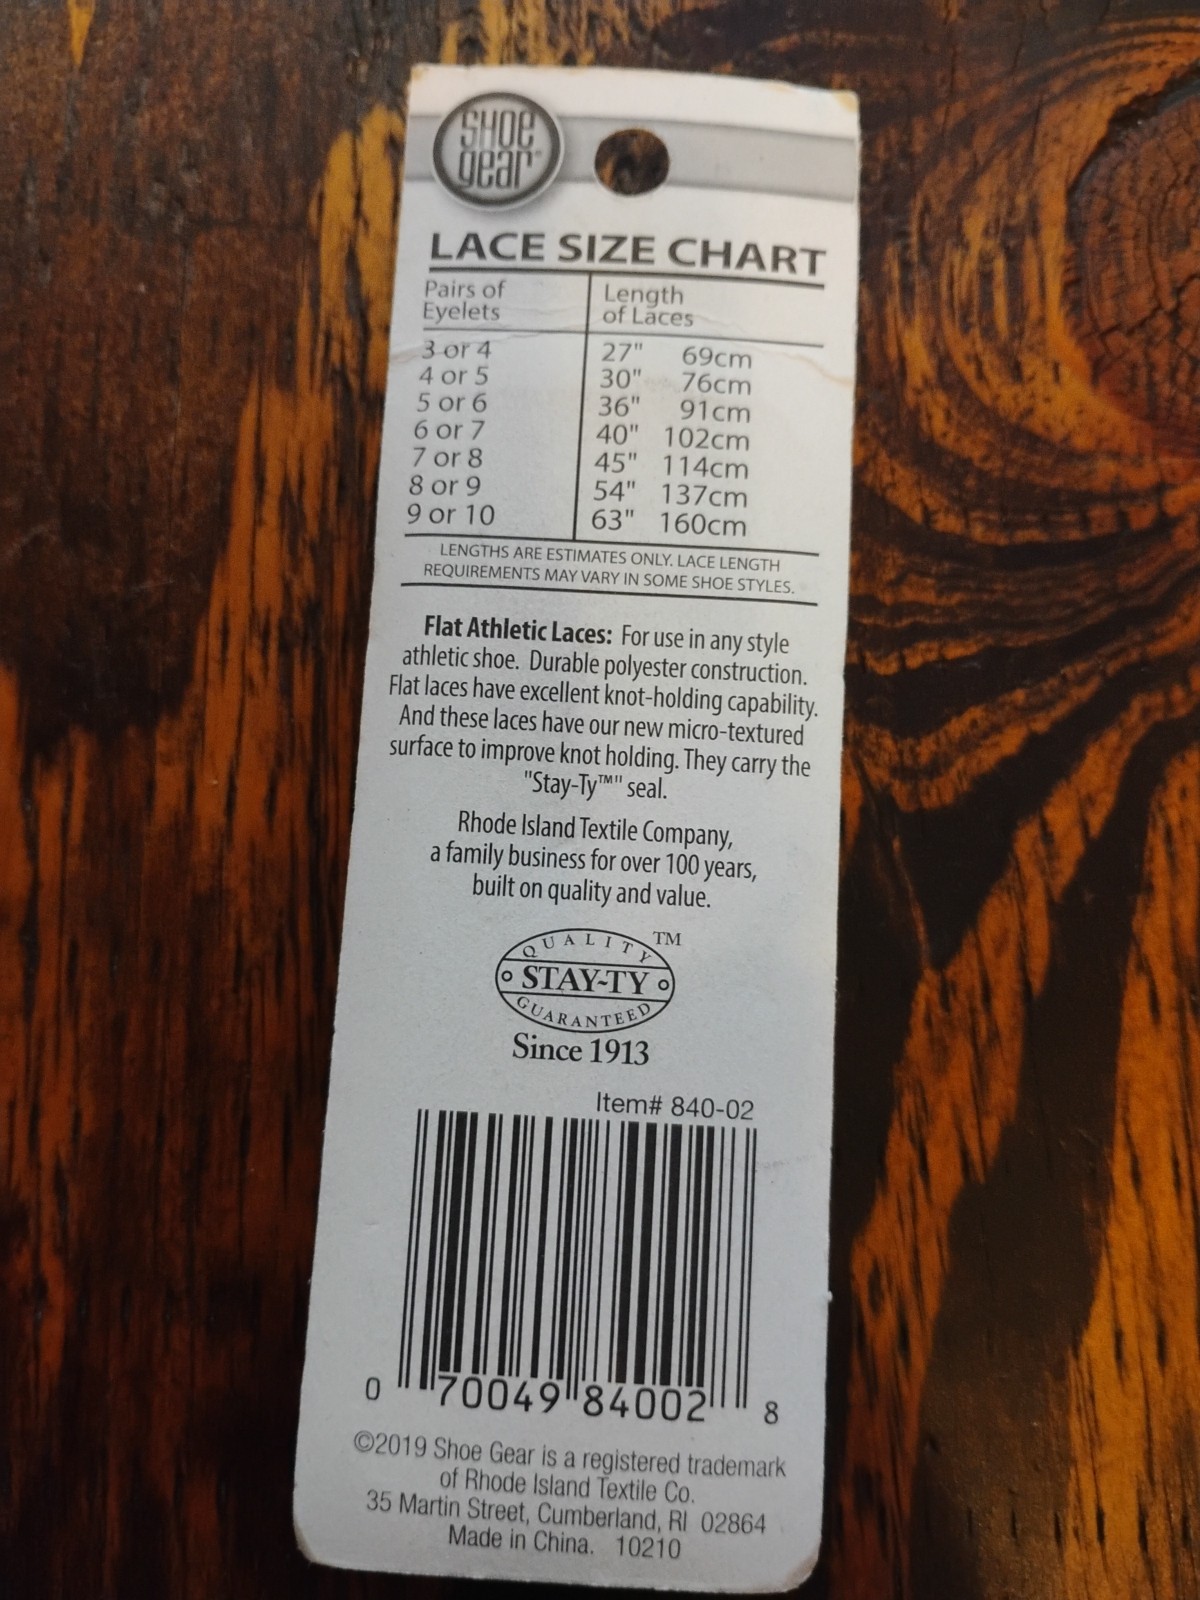 SHOE
gear™
LACE SIZE CHART
Pairs of Eyelets
Length of Laces
3 or 4 27" 69cm
4 or 5 30" 76cm
5 or 6 36" 91cm
6 or 7 40" 102cm
7 or 8 45" 114cm
8 or 9 54" 137cm
9 or 10 63" 160cm
LENGTHS ARE ESTIMATES ONLY. LACE LENGTH
REQUIREMENTS MAY VARY IN SOME SHOE STYLES.
Flat Athletic Laces: For use in any style
athletic shoe. Durable polyester construction.
Flat laces have excellent knot-holding capability.
And these laces have our new micro-textured
surface to improve knot holding. They carry the
"Stay-Ty™" seal.
Rhode Island Textile Company,
a family business for over 100 years,
built on quality and value.
QUALITY TM
STAY~TY
GUARANTEED
Since 1913
Item# 840-02
0 70049 84002 8
©2019 Shoe Gear is a registered trademark
of Rhode Island Textile Co.
35 Martin Street, Cumberland, RI 02864
Made in China. 10210